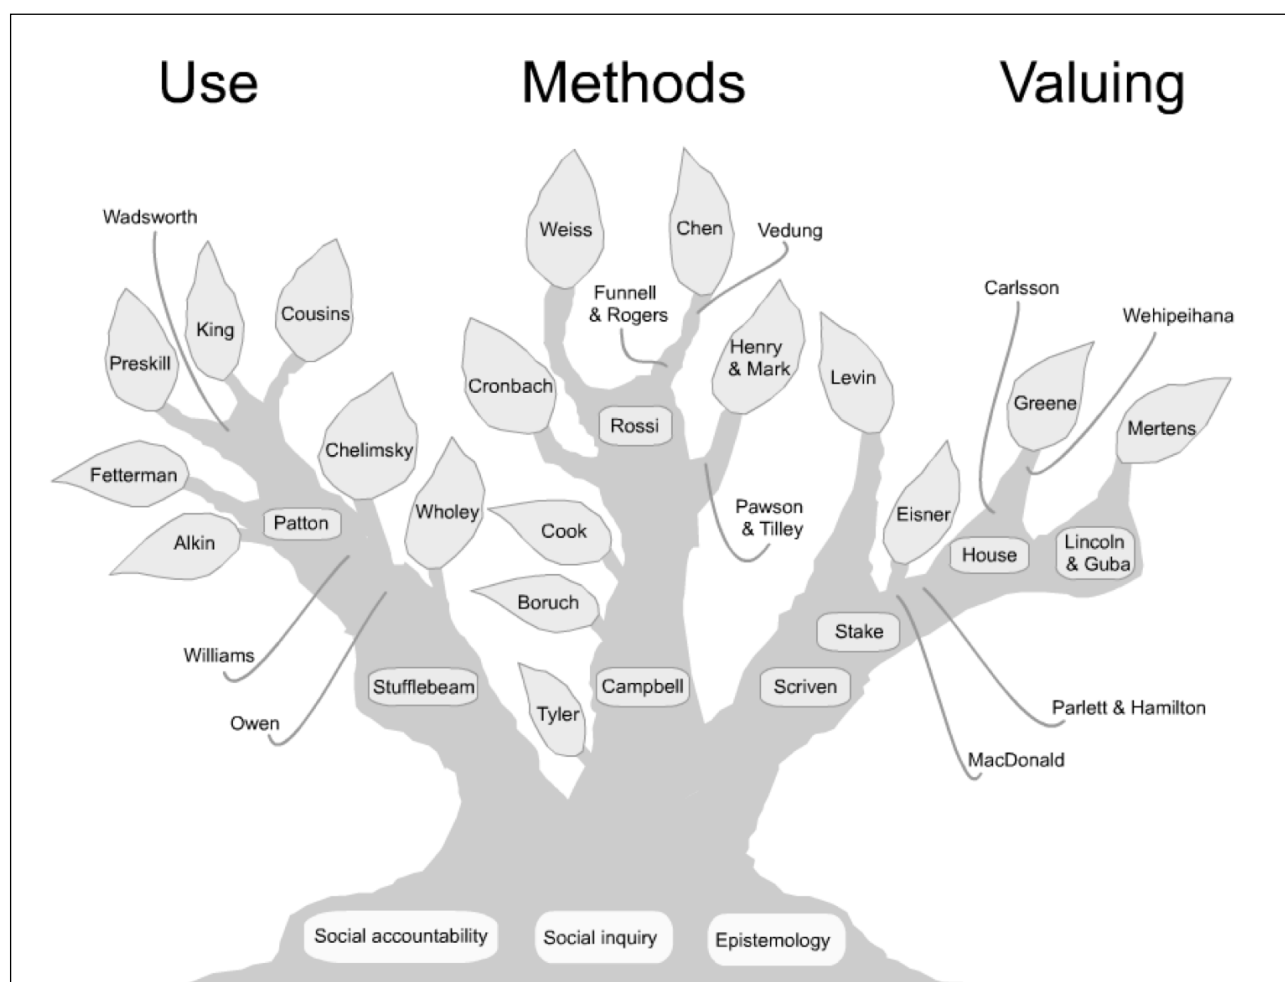 Use
Methods
Valuing
Wadsworth
King
Cousins
Preskill
Chelimsky
Fetterman
Wholey
Patton
Alkin
Williams
Stufflebeam
Owen
Weiss
Chen
Vedung
Funnell
& Rogers
Henry
& Mark
Cronbach
Rossi
Pawson
& Tilley
Cook
Boruch
Campbell
Tyler
Levin
Carlsson
Wehipeihana
Greene
Mertens
Eisner
House
Lincoln
& Guba
Stake
Scriven
Parlett & Hamilton
MacDonald
Social accountability
Social inquiry
Epistemology